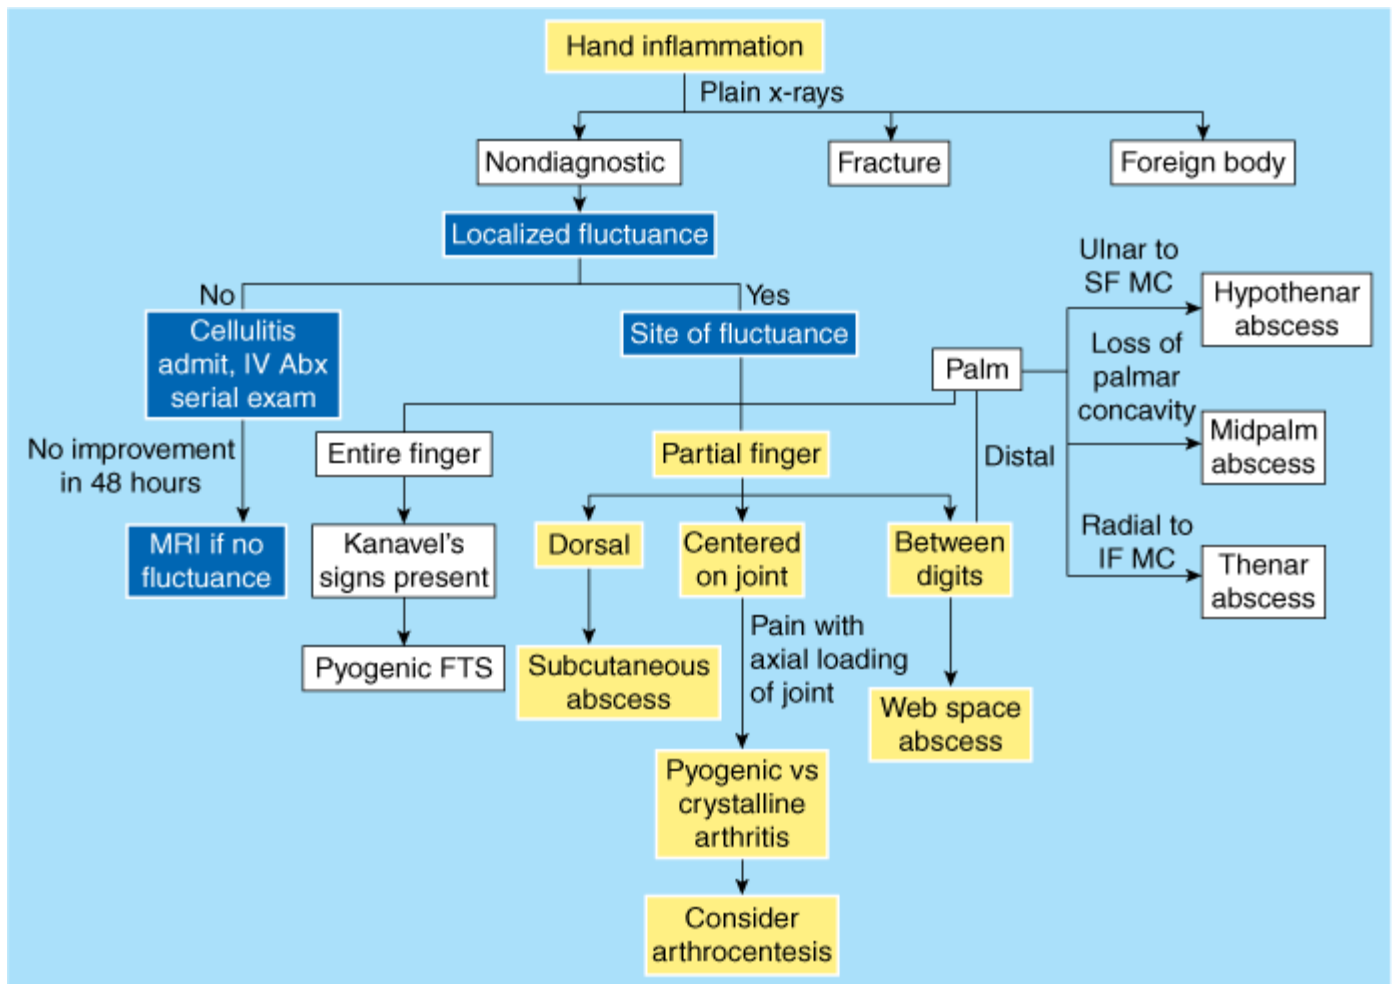 Hand inflammation
Plain x-rays
Nondiagnostic
Fracture
Foreign body
Localized fluctuance
No
Yes
Cellulitis
admit, IV Abx
serial exam
Site of fluctuance
Palm
Ulnar to
SF MC
Hypothenar
abscess
Loss of
palmar
concavity
Midpalm
abscess
Radial to
IF MC
Thenar
abscess
Distal
No improvement
in 48 hours
MRI if no
fluctuance
Entire finger
Kanavel's
signs present
Pyogenic FTS
Partial finger
Dorsal
Subcutaneous
abscess
Centered
on joint
Pain with
axial loading
of joint
Pyogenic vs
crystalline
arthritis
Consider
arthrocentesis
Between
digits
Web space
abscess